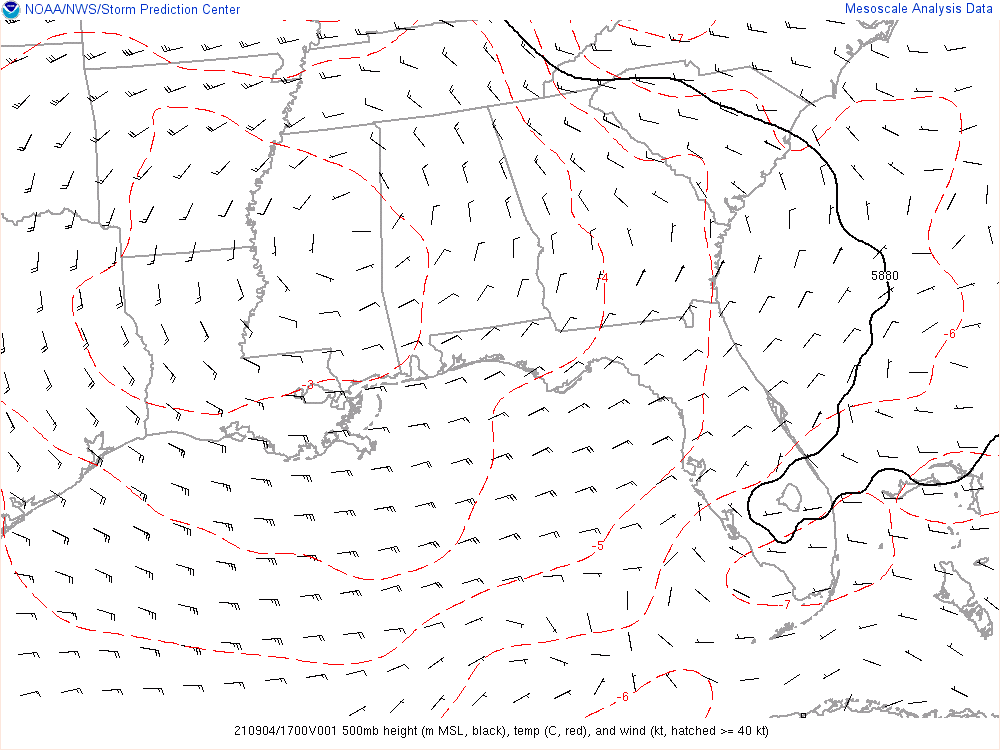 NOAA/NWS/Storm Prediction Center
Mesoscale Analysis Data
-7
-4
5880
-6
-3
-5
-7
-6
210904/1700V001 500mb height (m MSL, black), temp (C, red), and wind (kt, hatched >= 40 kt)